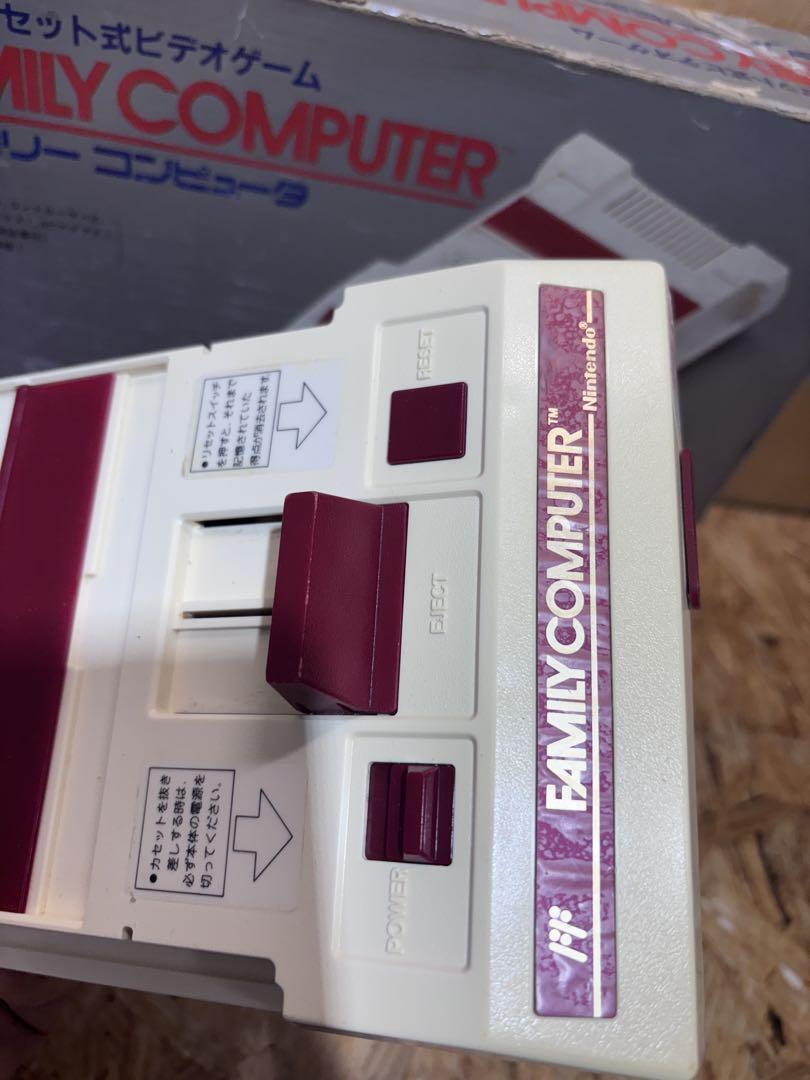 セット式ビデオゲーム
MILY COMPUTER™
リー コンピュータ
RESET
●リセットスイッチ
を押すと、それまで
記憶されていた
得点が消去されます
EJECT
●カセットを抜き
差しする時は、
必ず本体の電源を
切ってください。
POWER
FAMILY COMPUTER™
Nintendo®